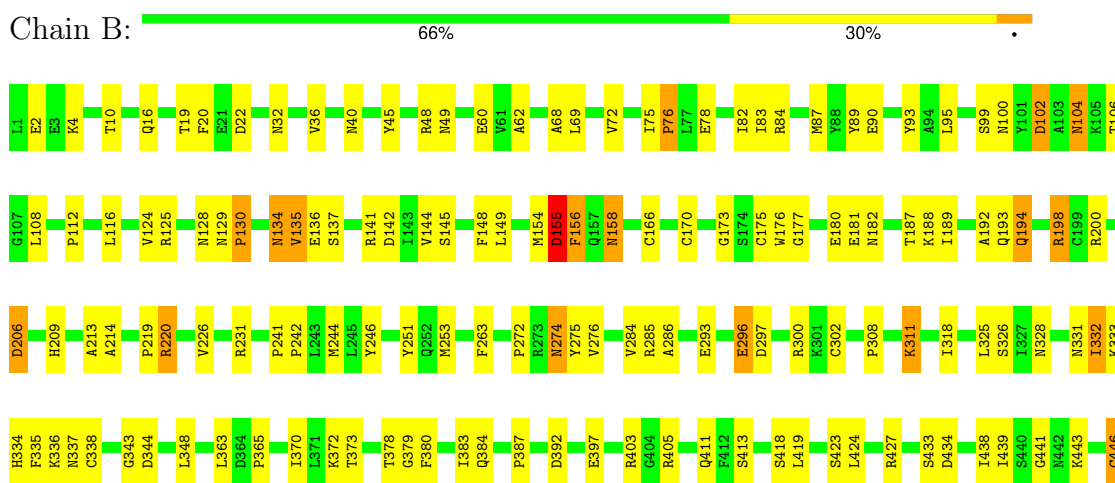 Chain B:
66% 30% •
L1 E2 E3 K4 T10 Q16 T19 F20 E21 D22 N32 V36 N40 Y45 R48 N49 E60 V61 A62 A68 L69 V72 I75 P76 L77 E78 I82 I83 R84 M87 Y88 Y89 E90 Y93 A94 L95 S99 N100 Y101 D102 A103 N104 K105 T106
G107 L108 P112 L116 V124 R125 N128 N129 P130 N134 V135 E136 S137 R141 D142 I143 V144 S145 F148 L149 M154 D155 F156 Q157 N158 C166 C170 G173 S174 C175 W176 G177 E180 E181 N182 T187 K188 I189 A192 Q193 Q194 R198 C199 R200
D206 H209 A213 A214 P219 R220 V226 R231 P241 P242 L243 M244 L245 Y246 Y251 Q252 M253 F263 P272 R273 N274 Y275 V276 V284 R285 A286 E293 E296 D297 R300 K301 C302 P308 K311 I318 L325 S326 I327 N328 N331 I332 K333
H334 F335 K336 N337 C338 G343 D344 L348 L363 D364 P365 I370 L371 K372 T373 T378 G379 F380 I383 Q384 P387 D392 E397 R403 G404 R405 Q411 F412 S413 S418 L419 S423 L424 R427 S433 D434 I438 I439 S440 G441 N442 K443